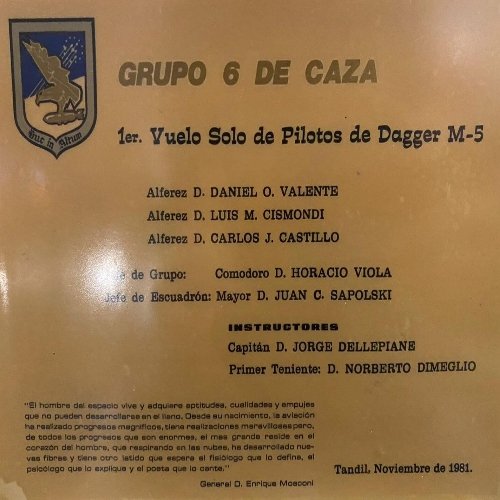 GRUPO 6 DE CAZA
1er. Vuelo Solo de Pilotos de Dagger M-5
Alferez D. DANIEL O. VALENTE
Alferez D. LUIS M. CISMONDI
Alferez D. CARLOS J. CASTILLO
de Grupo: Comodoro D. HORACIO VIOLA
Jefe de Escuadrón: Mayor D. JUAN C. SAPOLSKI
INSTRUCTORES
Capitán D. JORGE DELLEPIANE
Primer Teniente: D. NORBERTO DIMEGLIO
"El hombre del espacio vive y adquiere aptitudes, cualidades y empujes
que no pueden desarrollarse en el llano. Desde su nacimiento, la aviación
ha realizado progresos magníficos, tiene realizaciones maravillosas pero,
de todos los progresos que son enormes, el mas grande reside en el
corazón del hombre, que respirando en las nubes, ha desarrollado nue-
vas fibras y tiene otro latido que espera al fisiólogo que lo defina, el
psicólogo que lo explique y el poeta que lo cante."
General D. Enrique Mosconi
Tandil, Noviembre de 1981.
Huc in Altum